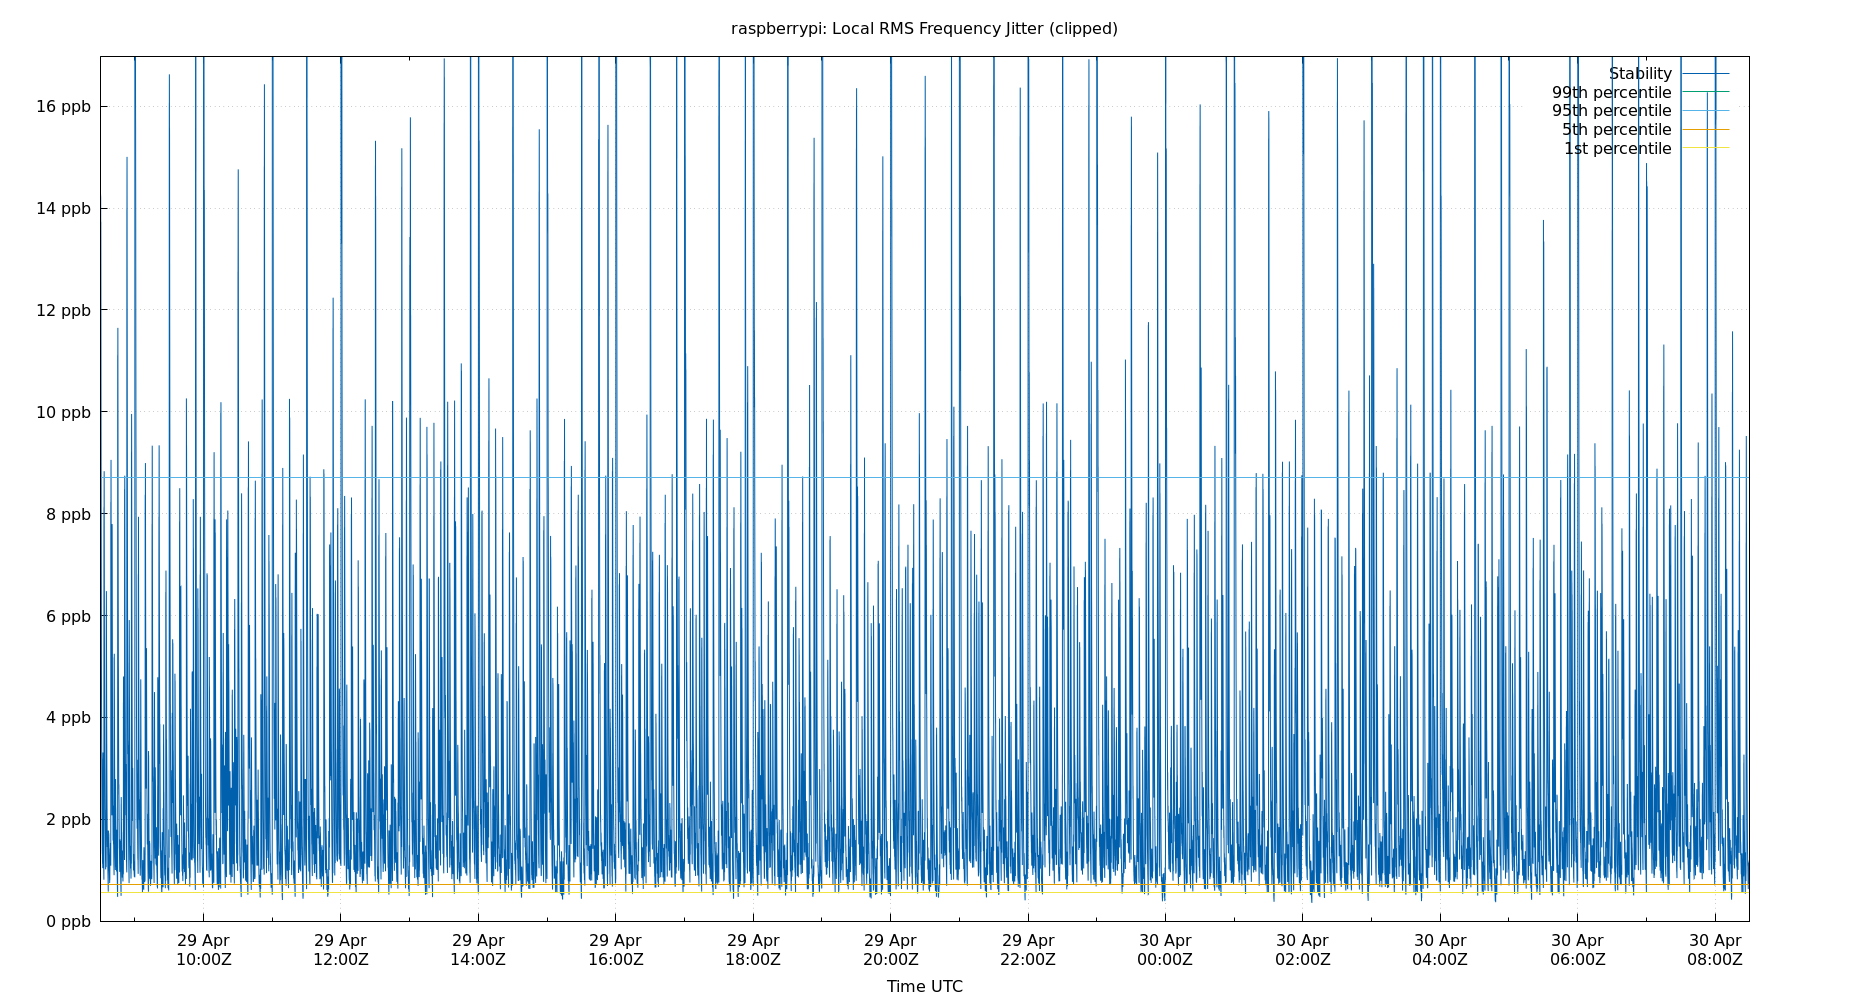 raspberrypi: Local RMS Frequency Jitter (clipped)
Stability
99th percentile
95th percentile
5th percentile
1st percentile
16 ppb
14 ppb
12 ppb
10 ppb
8 ppb
6 ppb
4 ppb
2 ppb
0 ppb
29 Apr 29 Apr 29 Apr 29 Apr 29 Apr 29 Apr 29 Apr 30 Apr 30 Apr 30 Apr 30 Apr 30 Apr
10:00Z 12:00Z 14:00Z 16:00Z 18:00Z 20:00Z 22:00Z 00:00Z 02:00Z 04:00Z 06:00Z 08:00Z
Time UTC